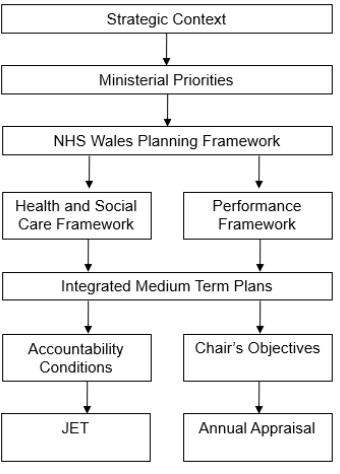 Strategic Context
Ministerial Priorities
NHS Wales Planning Framework
Health and Social
Care Framework
Performance
Framework
Integrated Medium Term Plans
Accountability
Conditions
Chair's Objectives
JET
Annual Appraisal